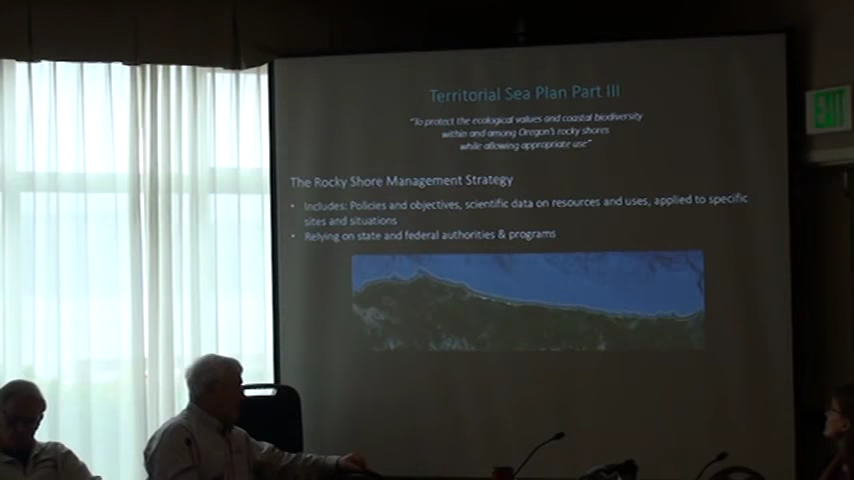 Territorial Sea Plan Part III
"To protect the ecological values and coastal biodiversity
within and among Oregon's rocky shores
while allowing appropriate use"
The Rocky Shore Management Strategy
• Includes: Policies and objectives, scientific data on resources and uses, applied to specific
sites and situations
• Relying on state and federal authorities & programs
EXIT